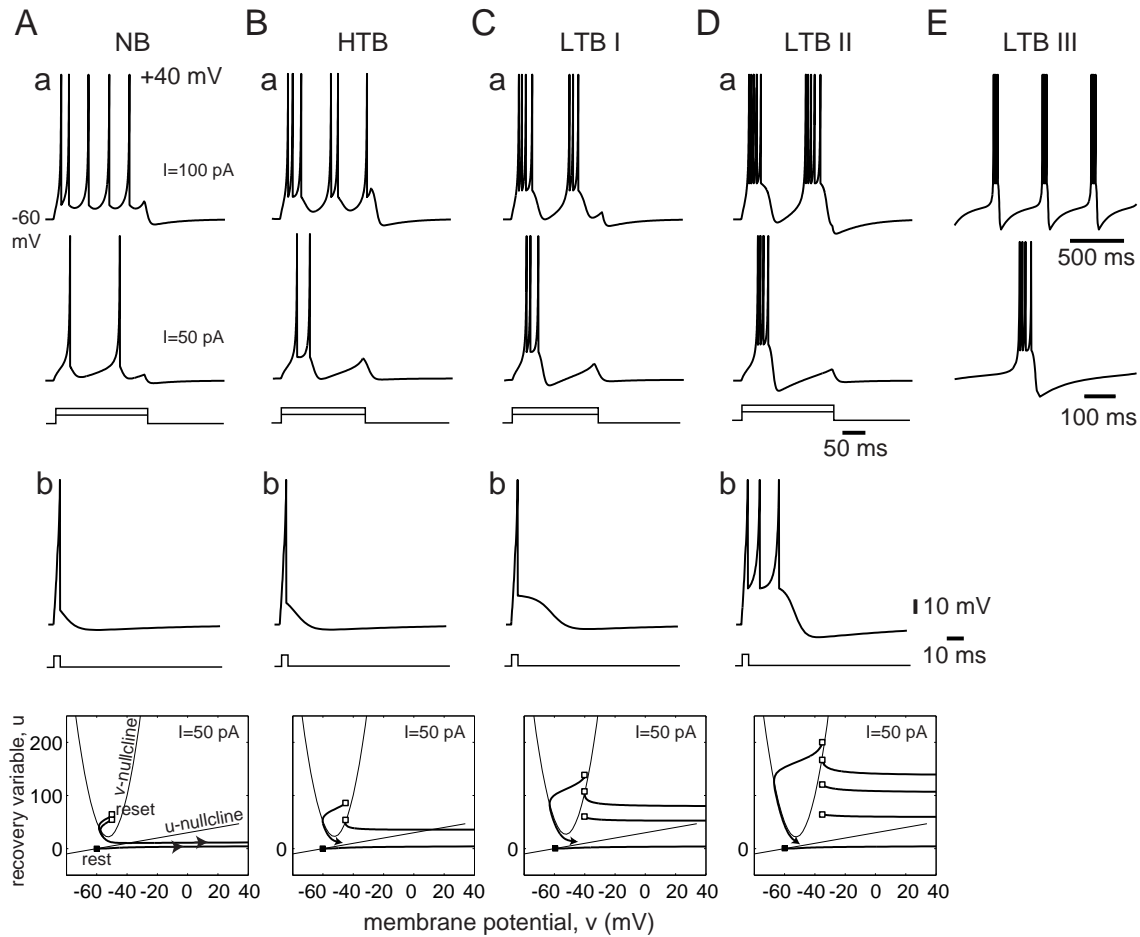 A
B
C
D
E
NB
HTB
LTB I
LTB II
LTB III
a
a
a
a
+40 mV
I=100 pA
-60
mV
500 ms
I=50 pA
50 ms
100 ms
b
b
b
b
10 mV
10 ms
recovery variable, u
200
100
0
I=50 pA
v-nullcline
reset
u-nullcline
rest
-60 -40 -20 0 20 40
0
I=50 pA
-60 -40 -20 0 20 40
0
I=50 pA
-60 -40 -20 0 20 40
0
I=50 pA
-60 -40 -20 0 20 40
membrane potential, v (mV)